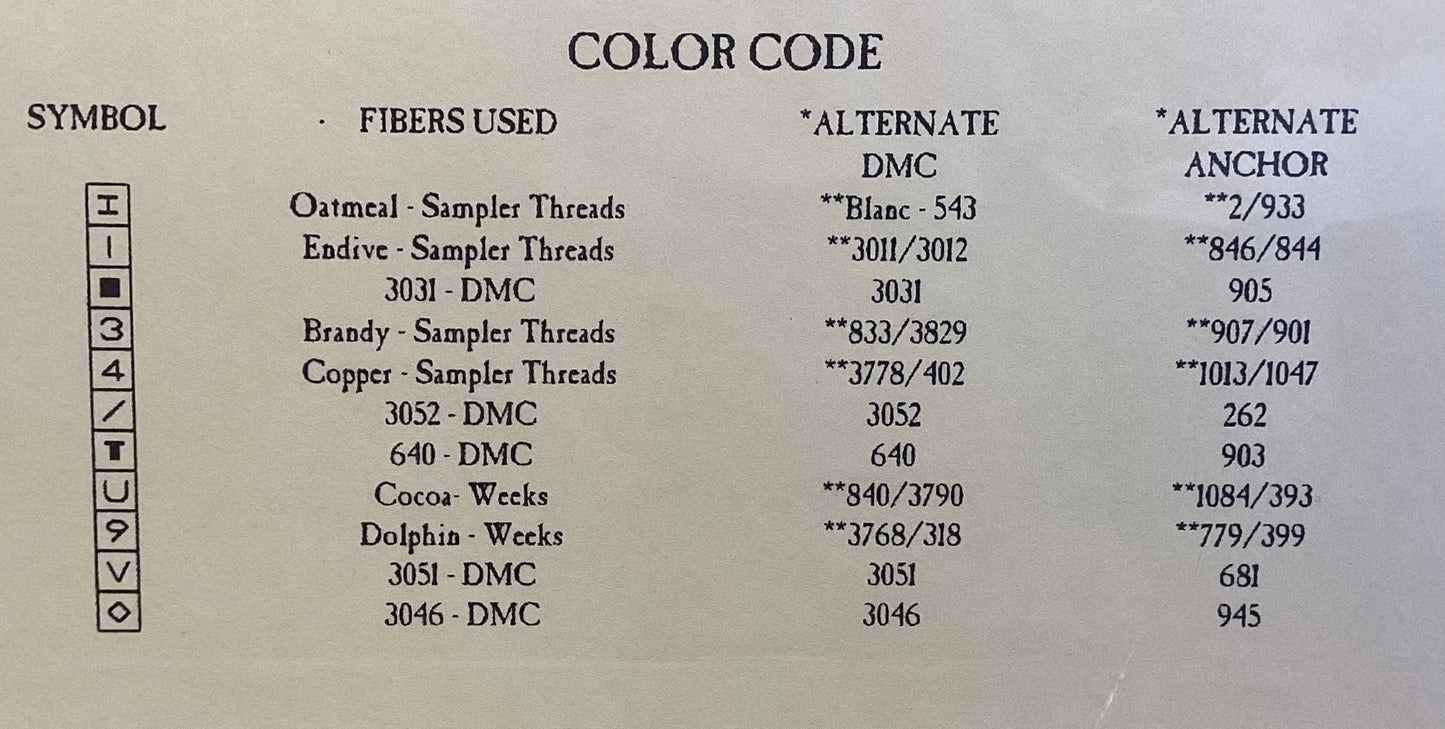 COLOR CODE
SYMBOL FIBERS USED *ALTERNATE DMC *ALTERNATE ANCHOR
I Oatmeal - Sampler Threads **Blanc - 543 **2/933
| Endive - Sampler Threads **3011/3012 **846/844
■ 3031 - DMC 3031 905
3 Brandy - Sampler Threads **833/3829 **907/901
4 Copper - Sampler Threads **3778/402 **1013/1047
/ 3052 - DMC 3052 262
T 640 - DMC 640 903
U Cocoa- Weeks **840/3790 **1084/393
9 Dolphin - Weeks **3768/318 **779/399
V 3051 - DMC 3051 681
◇ 3046 - DMC 3046 945